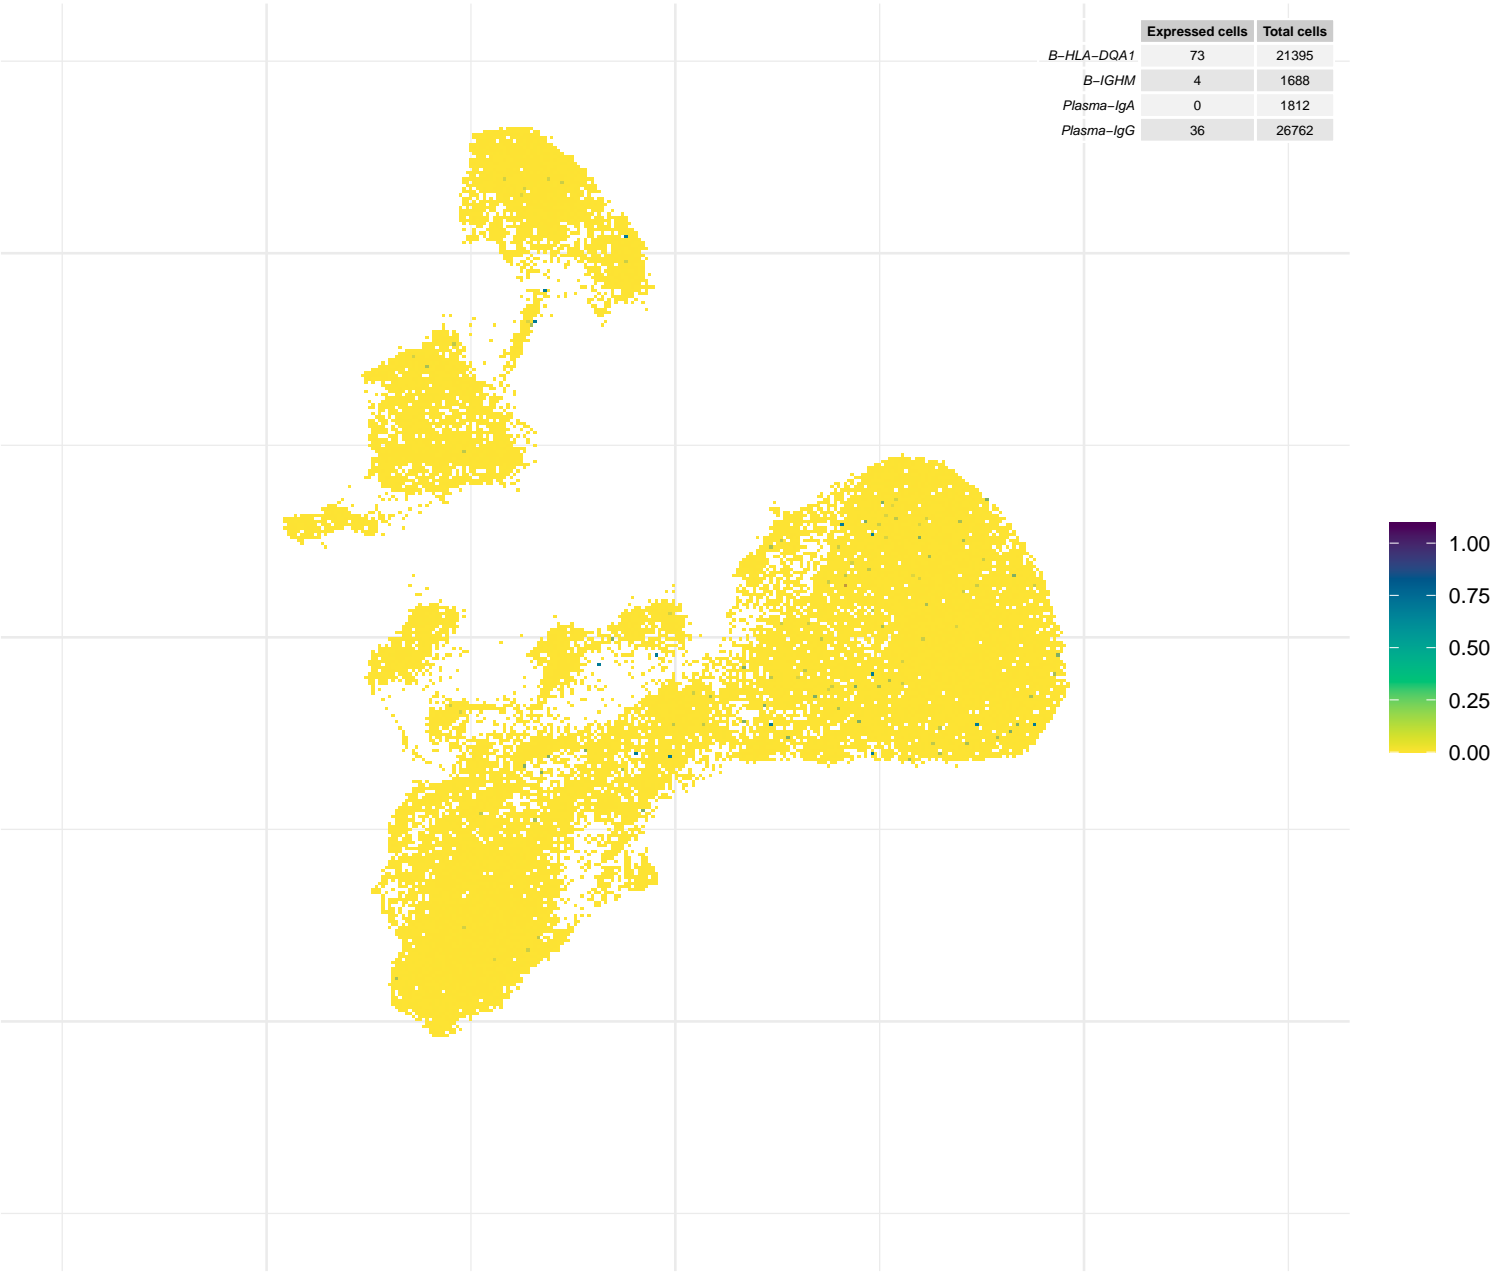 Expressed cells Total cells
B−HLA−DQA1 73 21395
B−IGHM 4 1688
Plasma−IgA 0 1812
Plasma−IgG 36 26762
1.00
0.75
0.50
0.25
0.00